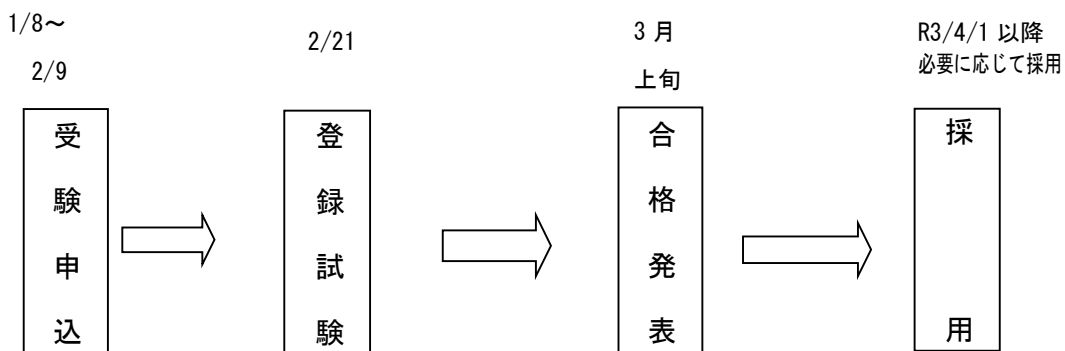 1/8～
2/9
受験申込
2/21
登録試験
3月
上旬
合格発表
R3/4/1 以降
必要に応じて採用
採用